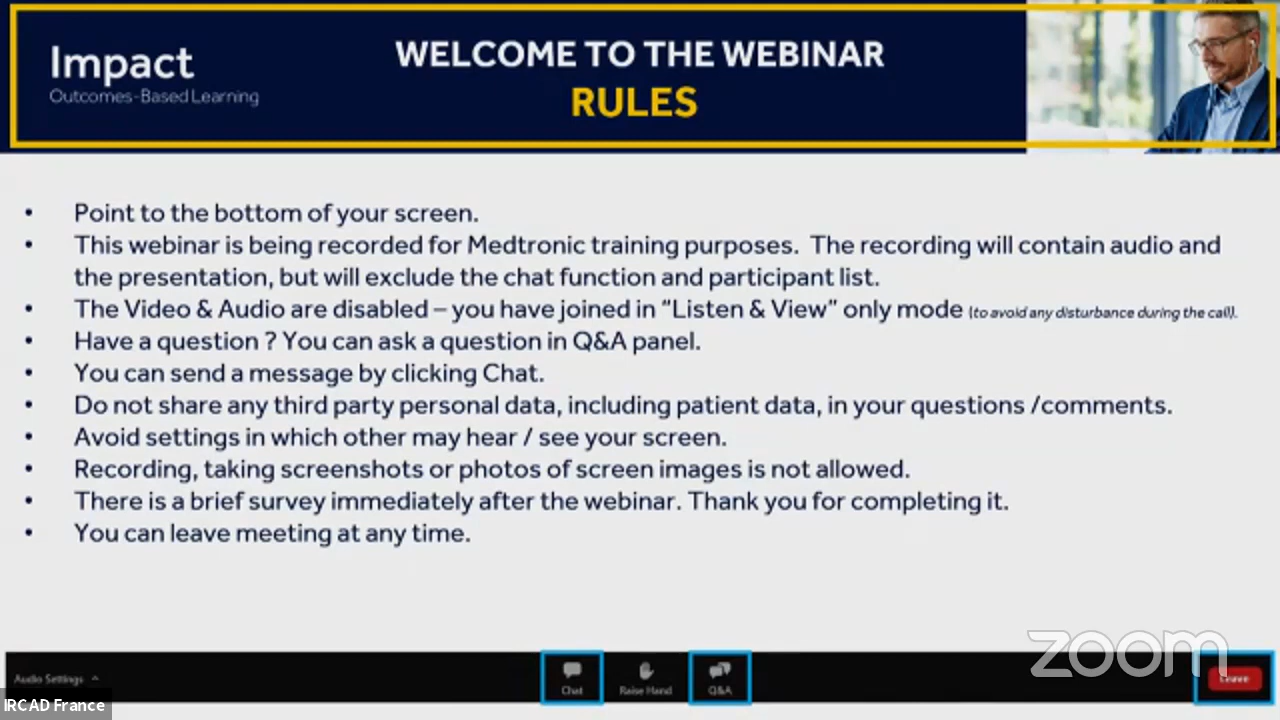 Impact
Outcomes-Based Learning
WELCOME TO THE WEBINAR
RULES
• Point to the bottom of your screen.
• This webinar is being recorded for Medtronic training purposes. The recording will contain audio and
the presentation, but will exclude the chat function and participant list.
• The Video & Audio are disabled – you have joined in “Listen & View” only mode (to avoid any disturbance during the call).
• Have a question ? You can ask a question in Q&A panel.
• You can send a message by clicking Chat.
• Do not share any third party personal data, including patient data, in your questions /comments.
• Avoid settings in which other may hear / see your screen.
• Recording, taking screenshots or photos of screen images is not allowed.
• There is a brief survey immediately after the webinar. Thank you for completing it.
• You can leave meeting at any time.
zoom
Audio Settings
Chat
Raise Hand
Q&A
Leave
IRCAD France